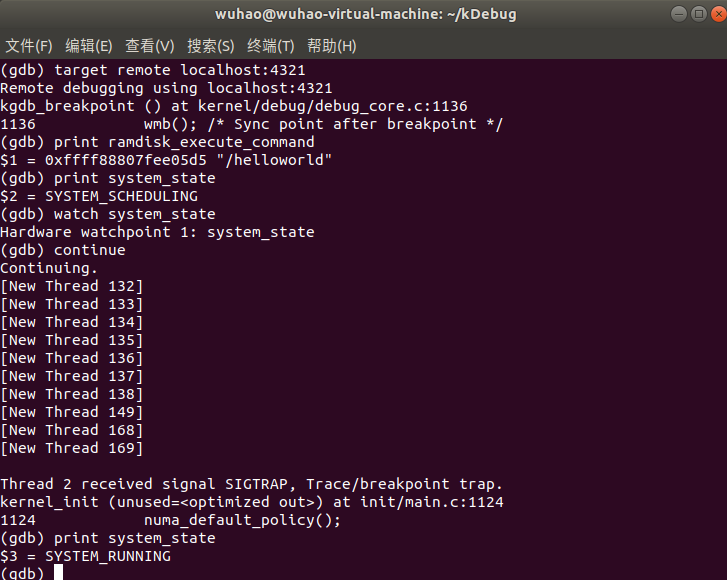 wuhao@wuhao-virtual-machine: ~/kDebug
文件(F) 编辑(E) 查看(V) 搜索(S) 终端(T) 帮助(H)
(gdb) target remote localhost:4321
Remote debugging using localhost:4321
kgdb_breakpoint () at kernel/debug/debug_core.c:1136
1136            wmb(); /* Sync point after breakpoint */
(gdb) print ramdisk_execute_command
$1 = 0xffff88807fee05d5 "/helloworld"
(gdb) print system_state
$2 = SYSTEM_SCHEDULING
(gdb) watch system_state
Hardware watchpoint 1: system_state
(gdb) continue
Continuing.
[New Thread 132]
[New Thread 133]
[New Thread 134]
[New Thread 135]
[New Thread 136]
[New Thread 137]
[New Thread 138]
[New Thread 149]
[New Thread 168]
[New Thread 169]
Thread 2 received signal SIGTRAP, Trace/breakpoint trap.
kernel_init (unused=<optimized out>) at init/main.c:1124
1124            numa_default_policy();
(gdb) print system_state
$3 = SYSTEM_RUNNING
(gdb)